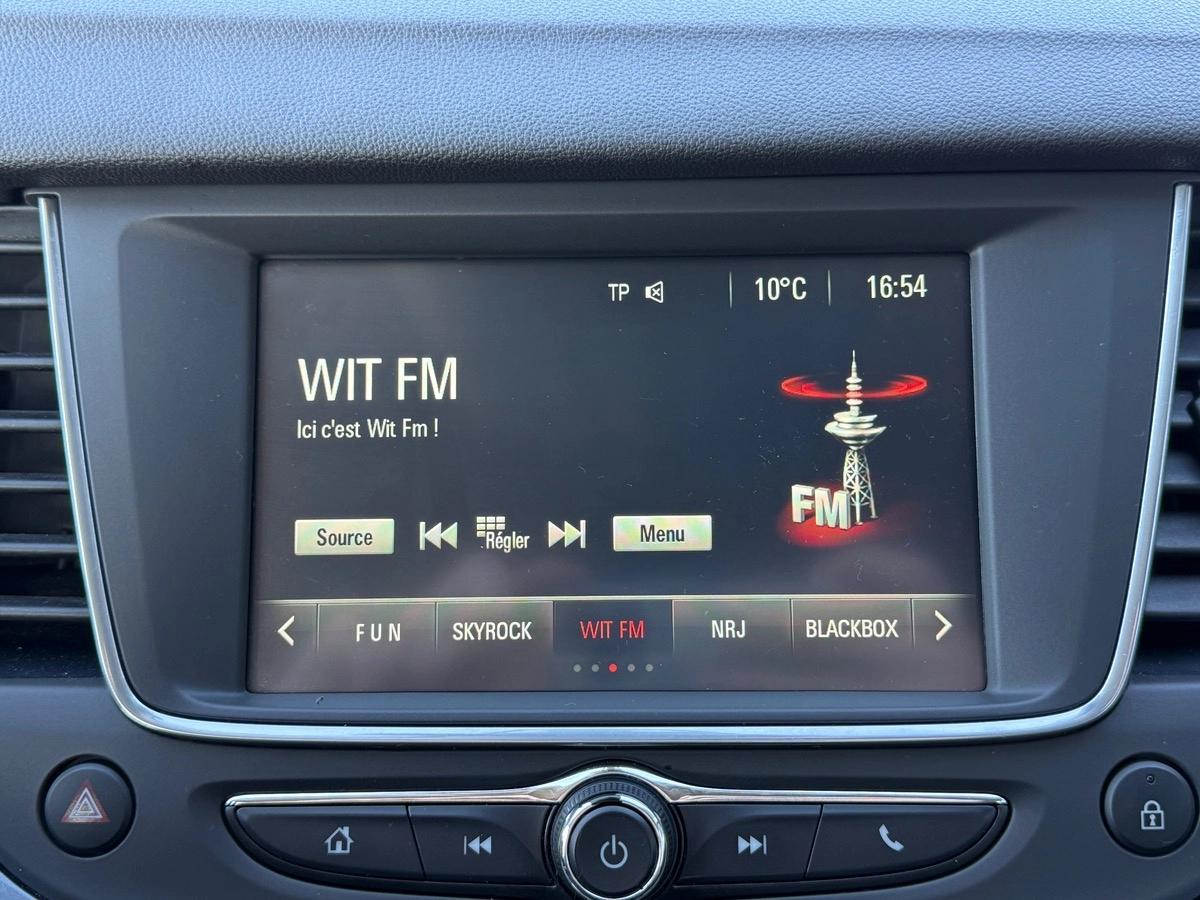 TP 10°C 16:54
WIT FM
Ici c'est Wit Fm !
FM
Source Régler Menu
F U N SKYROCK WIT FM NRJ BLACKBOX